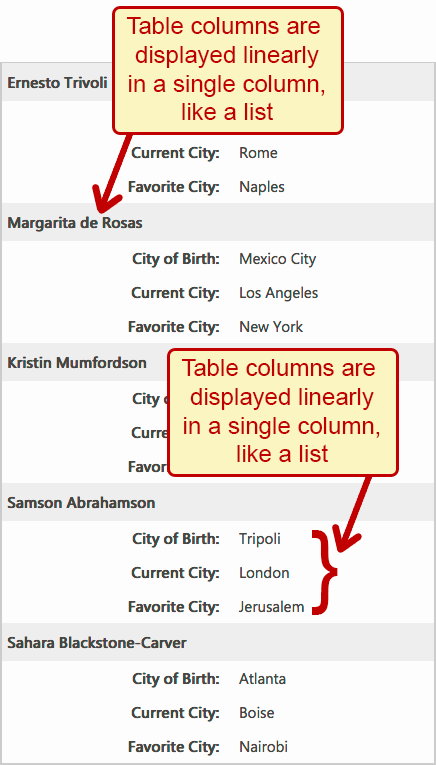 Table columns are
displayed linearly
in a single column,
like a list
Ernesto Trivoli
Current City: Rome
Favorite City: Naples
Margarita de Rosas
City of Birth: Mexico City
Current City: Los Angeles
Favorite City: New York
Kristin Mumfordson
Table columns are
displayed linearly
in a single column,
like a list
City
Samson Abrahamson
City of Birth: Tripoli
Current City: London
Favorite City: Jerusalem
Sahara Blackstone-Carver
City of Birth: Atlanta
Current City: Boise
Favorite City: Nairobi